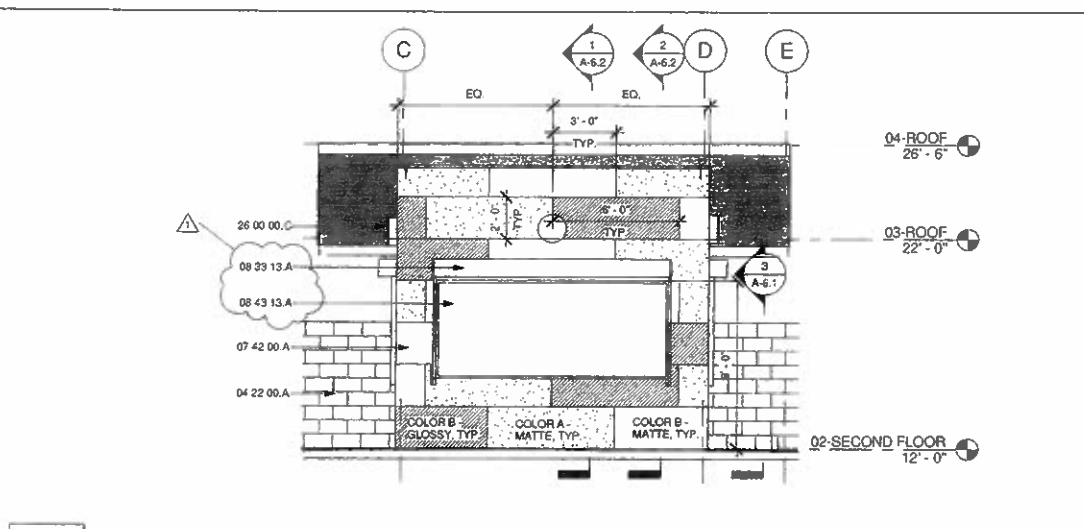 C
1
A-6.2
2
A-6.2
D
E
EQ.
EQ.
3' - 0"
TYP.
04-ROOF
26' - 6"
2' - 0"
TYP.
6' - 0"
TYP.
1
26 00 00.C
03-ROOF
22' - 0"
08 33 13.A
3
A-6.1
08 43 13.A
07 42 00.A
04 22 00.A
COLOR B -
GLOSSY, TYP.
COLOR A -
MATTE, TYP.
COLOR B -
MATTE, TYP.
02-SECOND FLOOR
12' - 0"